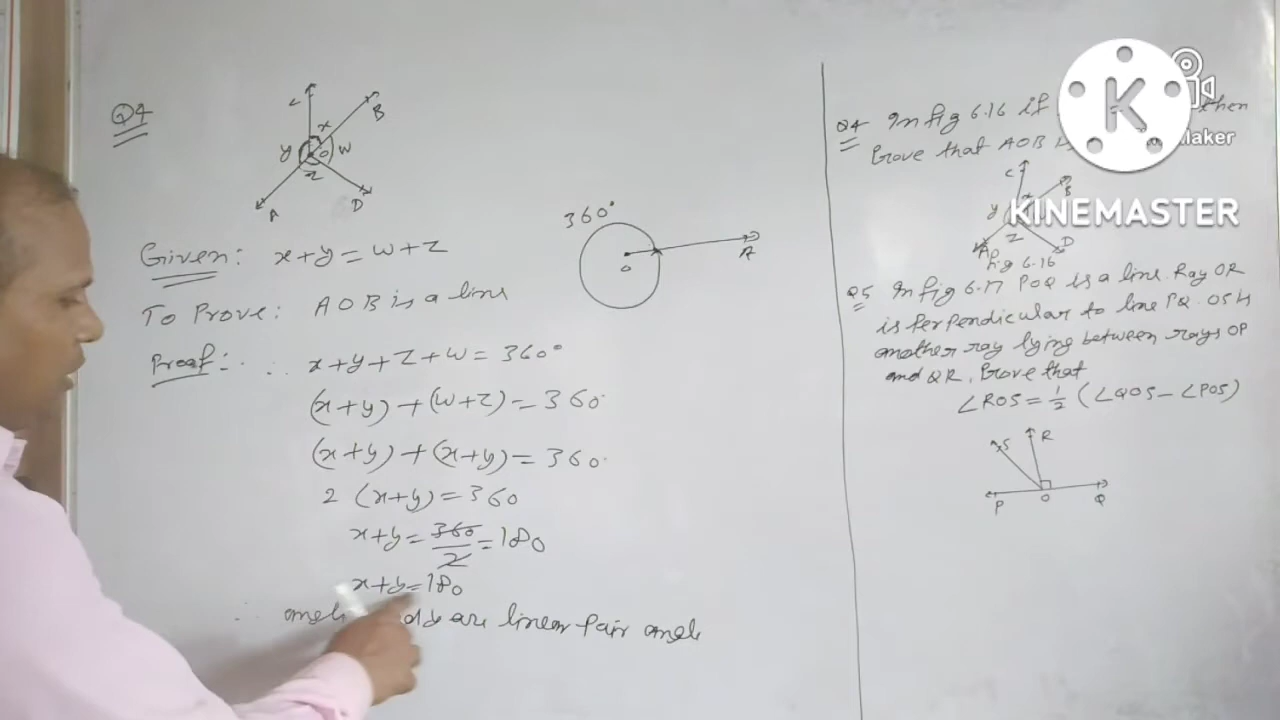 Q4
C
B
x
y O W
Z
A
D
Given: x+y = W+Z
To Prove: AOB is a line
Proof:- ∴ x+y+Z+W = 360°
(x+y)+(W+Z) = 360°
(x+y)+(x+y) = 360°
2 (x+y) = 360
x+y = 360/2 = 180
x+y = 180
∴ are linear pair angle
360°
O
A
Q4 In fig 6.16 if then
Prove that AOB
C
B
x
y
Z
A
D
fig 6.16
Q5 In fig 6.17 POQ is a line. Ray OR
is Perpendicular to line PQ. OS is
another ray lying between rays OP
and OR. Prove that
∠ROS = 1/2 (∠QOS - ∠POS)
S
R
P O Q
K
Maker
KINEMASTER